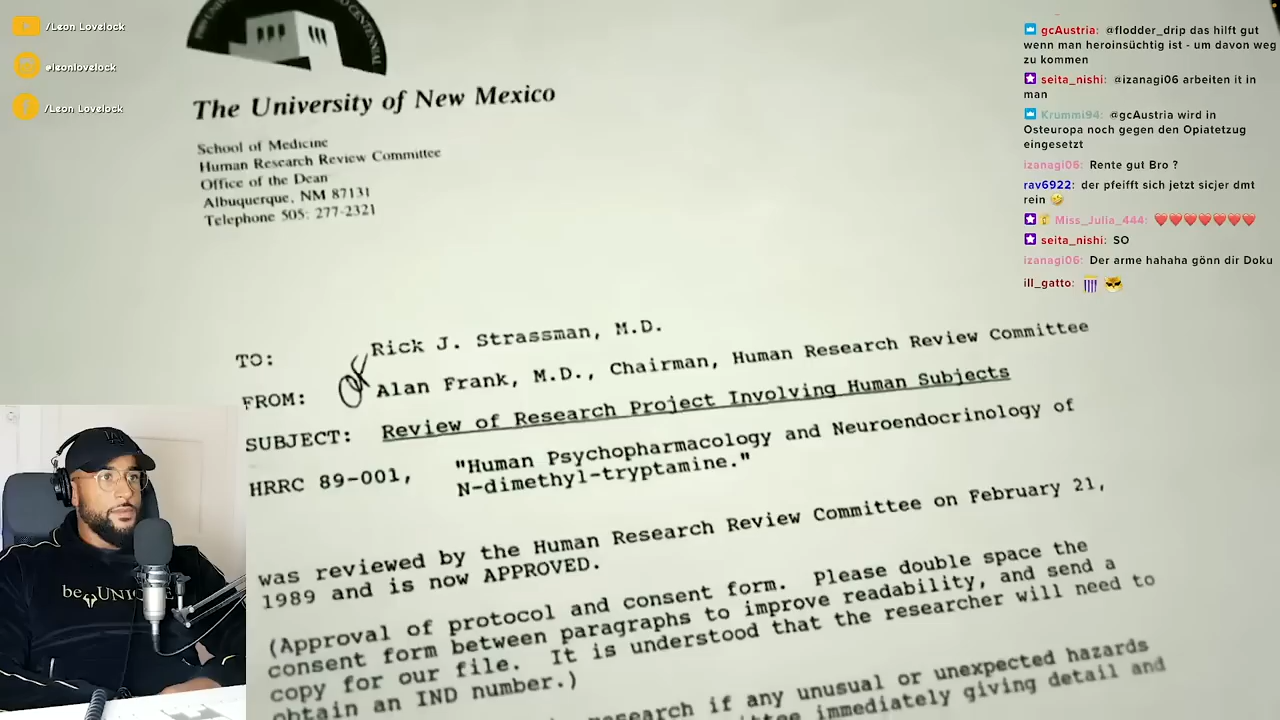 /Leon Lovelock
@leonlovelock
/Leon Lovelock
CENTENNIAL
The University of New Mexico
School of Medicine
Human Research Review Committee
Office of the Dean
Albuquerque, NM 87131
Telephone 505: 277-2321
TO: Rick J. Strassman, M.D.
FROM: Alan Frank, M.D., Chairman, Human Research Review Committee
SUBJECT: Review of Research Project Involving Human Subjects
HRRC 89-001, "Human Psychopharmacology and Neuroendocrinology of
N-dimethyl-tryptamine."
was reviewed by the Human Research Review Committee on February 21,
1989 and is now APPROVED.
(Approval of protocol and consent form. Please double space the
consent form between paragraphs to improve readability, and send a
copy for our file. It is understood that the researcher will need to
obtain an IND number.)
research if any unusual or unexpected hazards
immediately giving detail and
gcAustria: @flodder_drip das hilft gut
wenn man heroinsüchtig ist - um davon weg
zu kommen
seita_nishi: @izanagi06 arbeiten it in
man
Krummi94: @gcAustria wird in
Osteuropa noch gegen den Opiatetzug
eingesetzt
izanagi06: Rente gut Bro ?
rav6922: der pfeifft sich jetzt sicjer dmt
rein
Miss_Julia_444:
seita_nishi: SO
izanagi06: Der arme hahaha gönn dir Doku
ill_gatto:
be UNIQUE